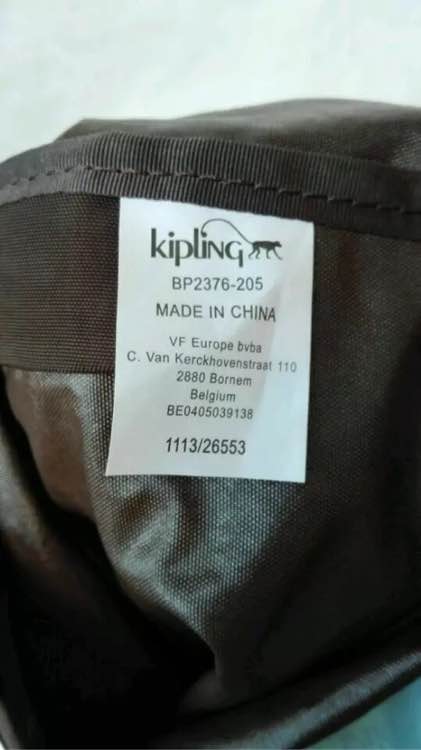 kipling
BP2376-205
MADE IN CHINA
VF Europe bvba
C. Van Kerckhovenstraat 110
2880 Bornem
Belgium
BE0405039138
1113/26553